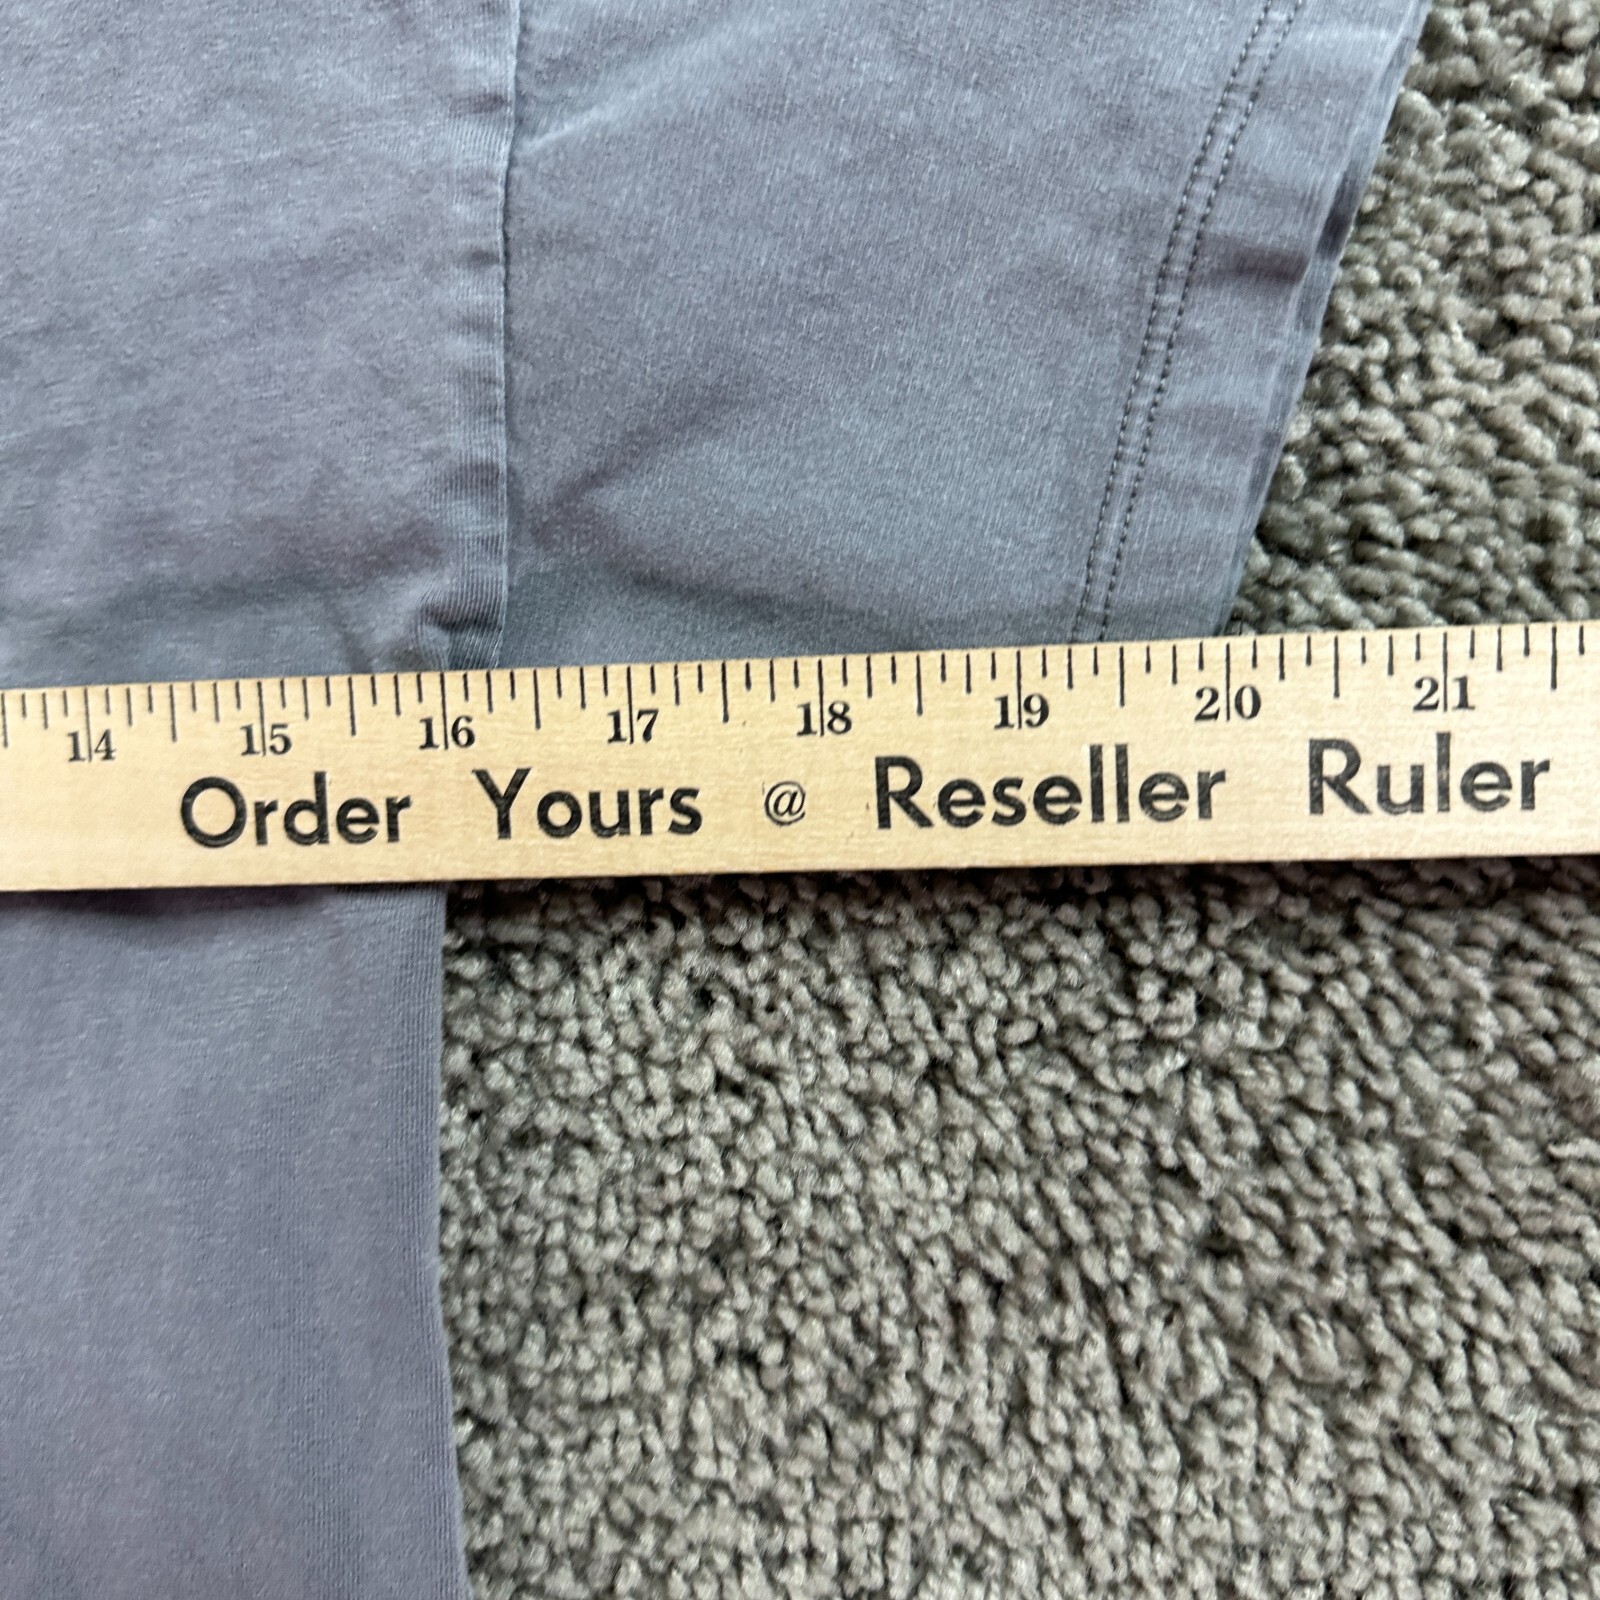 14 15 16 17 18 19 20 21
Order Yours @ Reseller Ruler